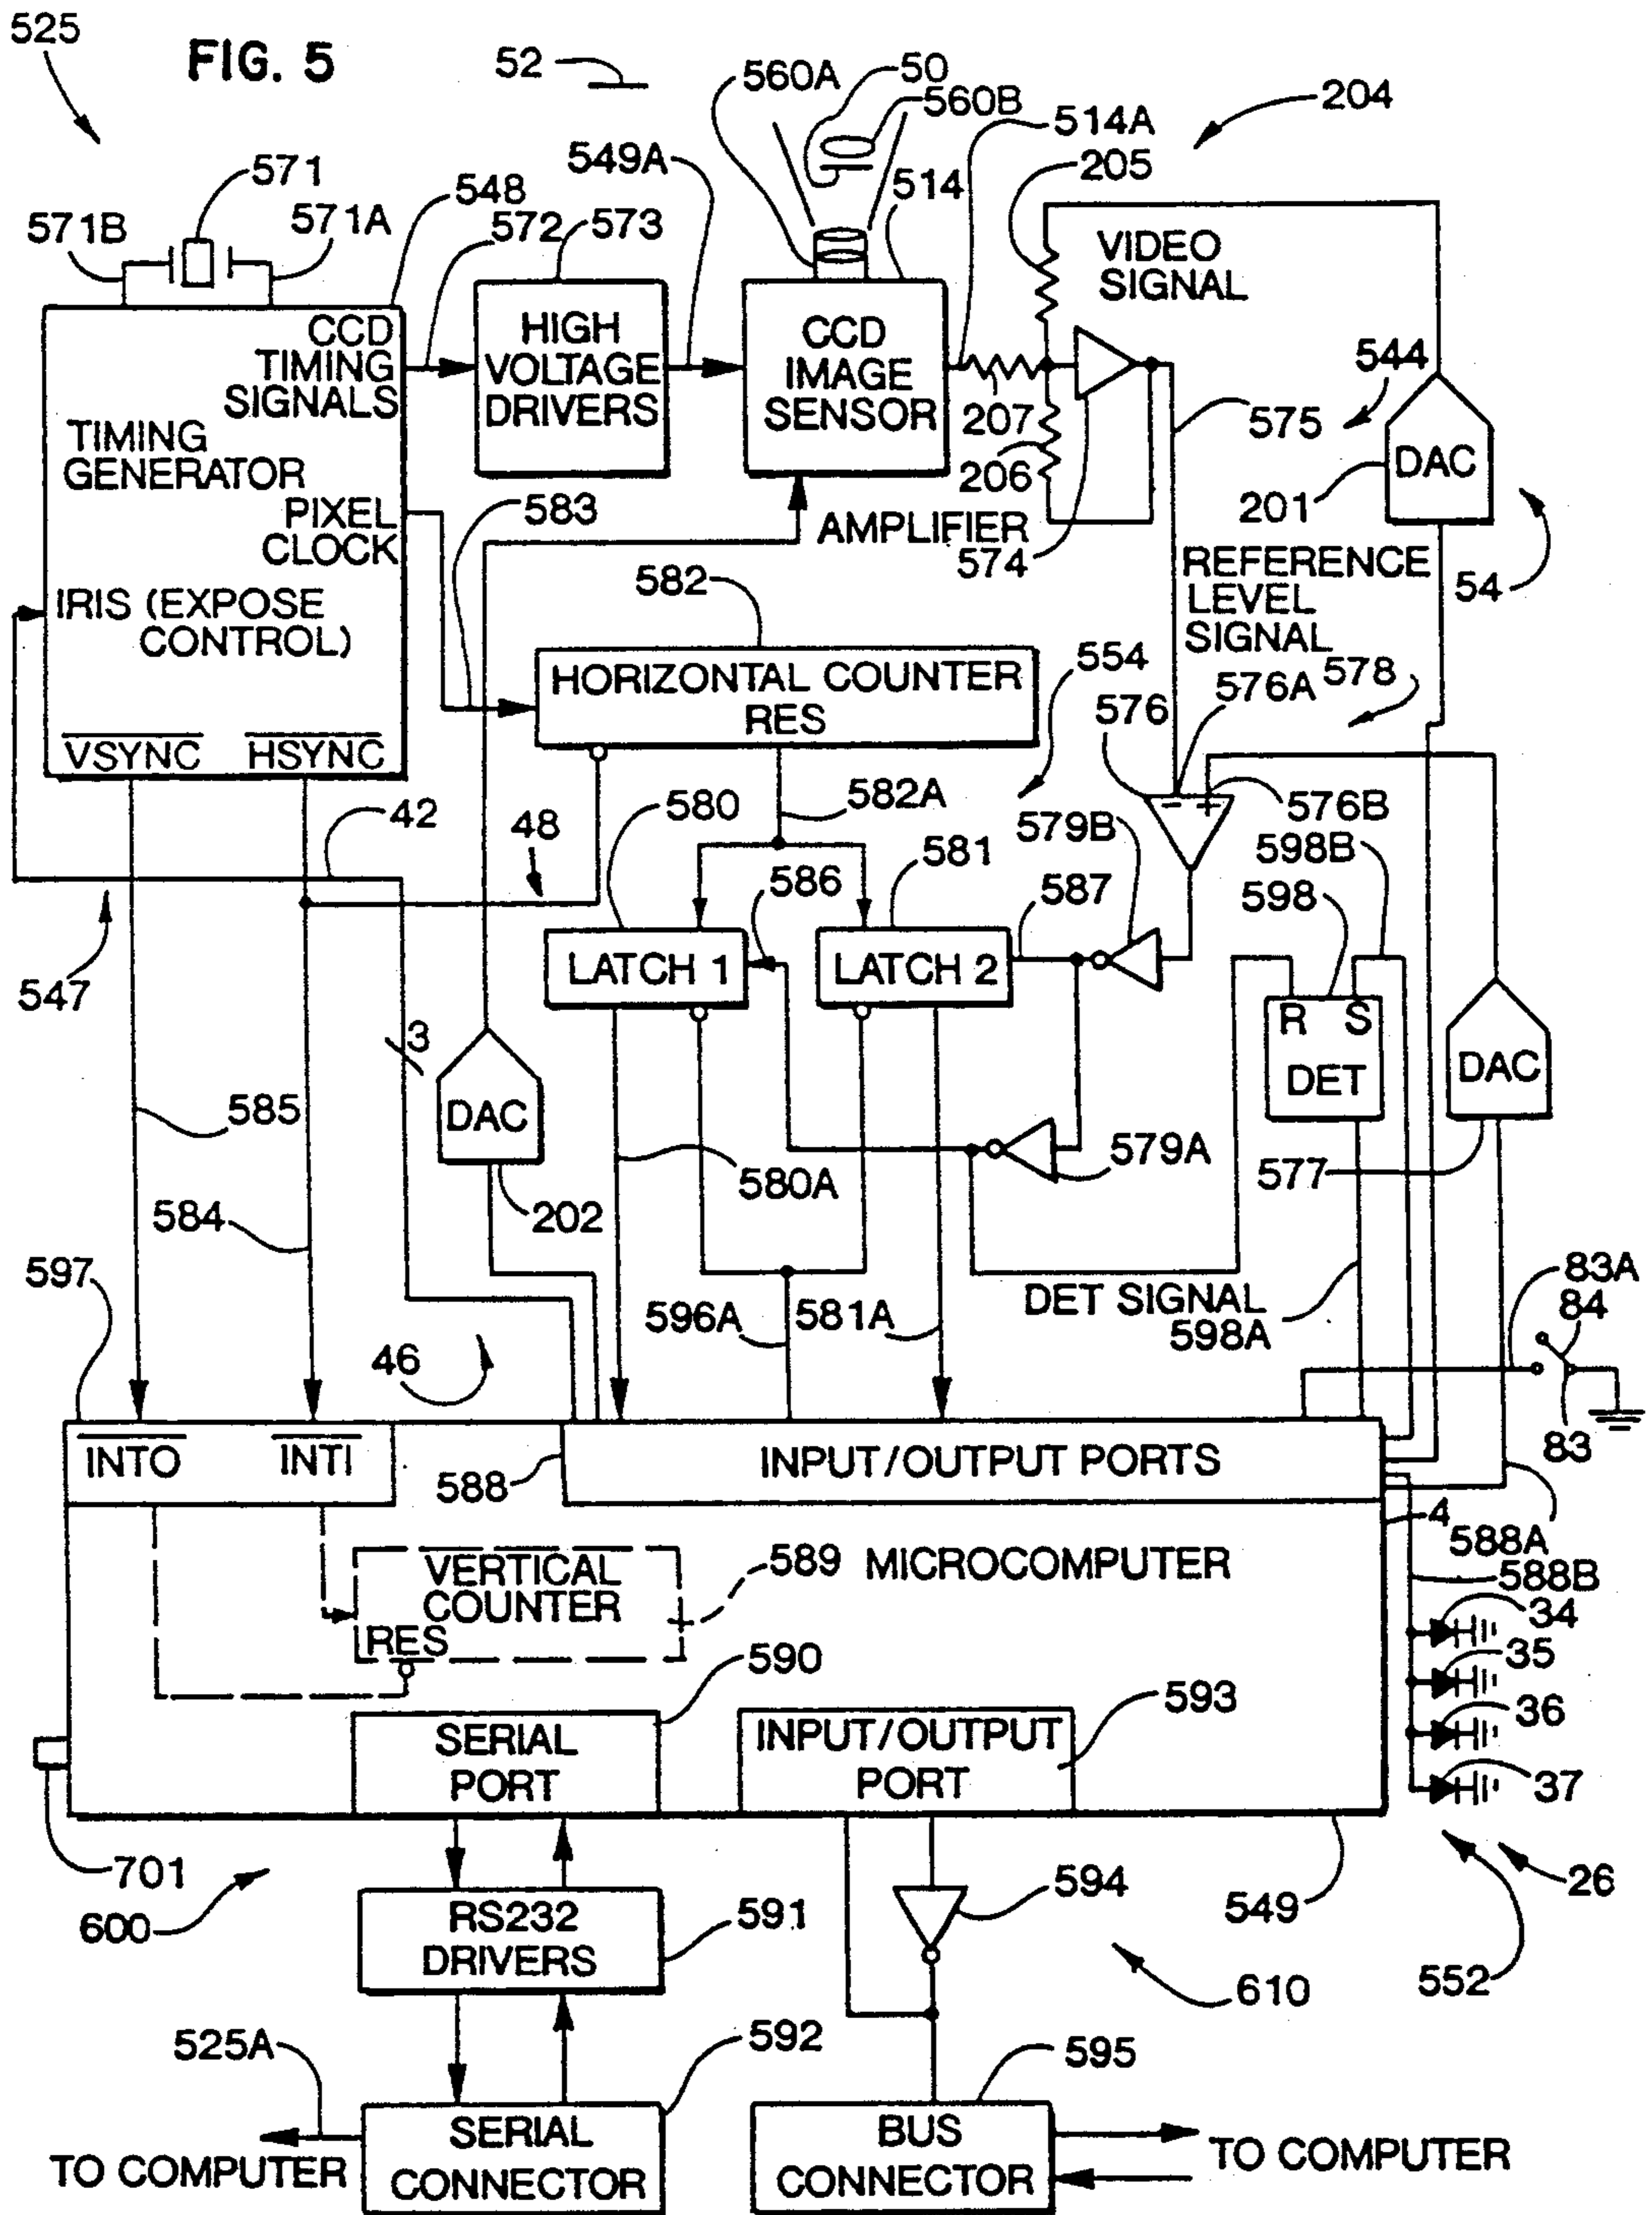 525
FIG. 5
52
560A
50
560B
204
514A
205
571
548
549A
514
571B
571A
572
573
VIDEO
SIGNAL
CCD
TIMING
SIGNALS
HIGH
VOLTAGE
DRIVERS
CCD
IMAGE
SENSOR
544
207
575
TIMING
GENERATOR
206
DAC
201
PIXEL
CLOCK
583
AMPLIFIER
574
REFERENCE
LEVEL
SIGNAL
54
582
IRIS (EXPOSE
CONTROL)
554
576A
578
HORIZONTAL COUNTER
RES
576
VSYNC
HSYNC
- +
42
48
580
582A
579B
576B
581
598B
586
587
598
LATCH 1
LATCH 2
547
R S
DET
3
DAC
DAC
585
580A
579A
577
584
202
597
83A
DET SIGNAL
598A
84
596A
581A
46
INTO
INTI
588
INPUT/OUTPUT PORTS
83
4
588A
VERTICAL
COUNTER
RES
589
MICROCOMPUTER
588B
34
590
35
593
36
SERIAL
PORT
INPUT/OUTPUT
PORT
37
701
594
26
600
RS232
DRIVERS
591
549
610
552
525A
592
595
SERIAL
CONNECTOR
BUS
CONNECTOR
TO COMPUTER
TO COMPUTER